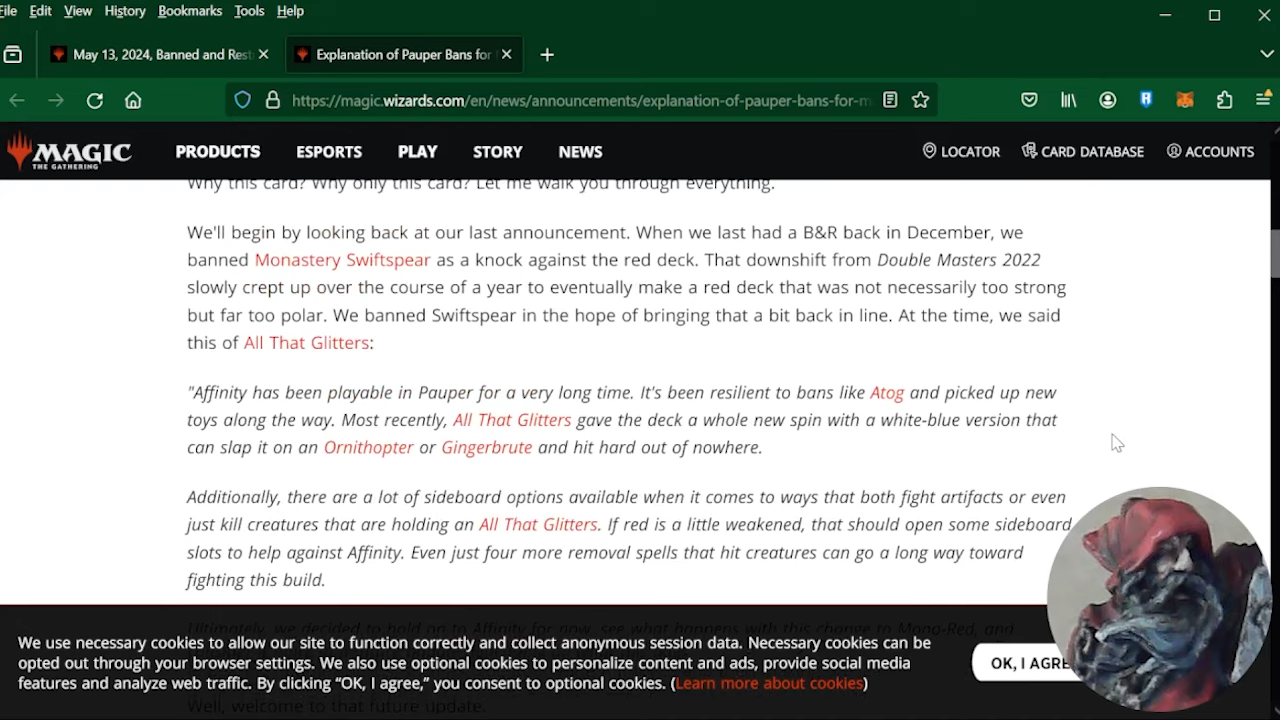 File Edit View History Bookmarks Tools Help
May 13, 2024, Banned and Rest
Explanation of Pauper Bans for
https://magic.wizards.com/en/news/announcements/explanation-of-pauper-bans-for-m
MAGIC THE GATHERING PRODUCTS ESPORTS PLAY STORY NEWS LOCATOR CARD DATABASE ACCOUNTS
Why this card? Why only this card? Let me walk you through everything.
We'll begin by looking back at our last announcement. When we last had a B&R back in December, we
banned Monastery Swiftspear as a knock against the red deck. That downshift from Double Masters 2022
slowly crept up over the course of a year to eventually make a red deck that was not necessarily too strong
but far too polar. We banned Swiftspear in the hope of bringing that a bit back in line. At the time, we said
this of All That Glitters:
"Affinity has been playable in Pauper for a very long time. It's been resilient to bans like Atog and picked up new
toys along the way. Most recently, All That Glitters gave the deck a whole new spin with a white-blue version that
can slap it on an Ornithopter or Gingerbrute and hit hard out of nowhere.
Additionally, there are a lot of sideboard options available when it comes to ways that both fight artifacts or even
just kill creatures that are holding an All That Glitters. If red is a little weakened, that should open some sideboard
slots to help against Affinity. Even just four more removal spells that hit creatures can go a long way toward
fighting this build.
Ultimately, we decided to hold on to Affinity for now, see what happens with this change to Mono-Red, and
We use necessary cookies to allow our site to function correctly and collect anonymous session data. Necessary cookies can be
opted out through your browser settings. We also use optional cookies to personalize content and ads, provide social media
features and analyze web traffic. By clicking “OK, I agree,” you consent to optional cookies. (Learn more about cookies)
OK, I AGREE
Well, welcome to that future update.